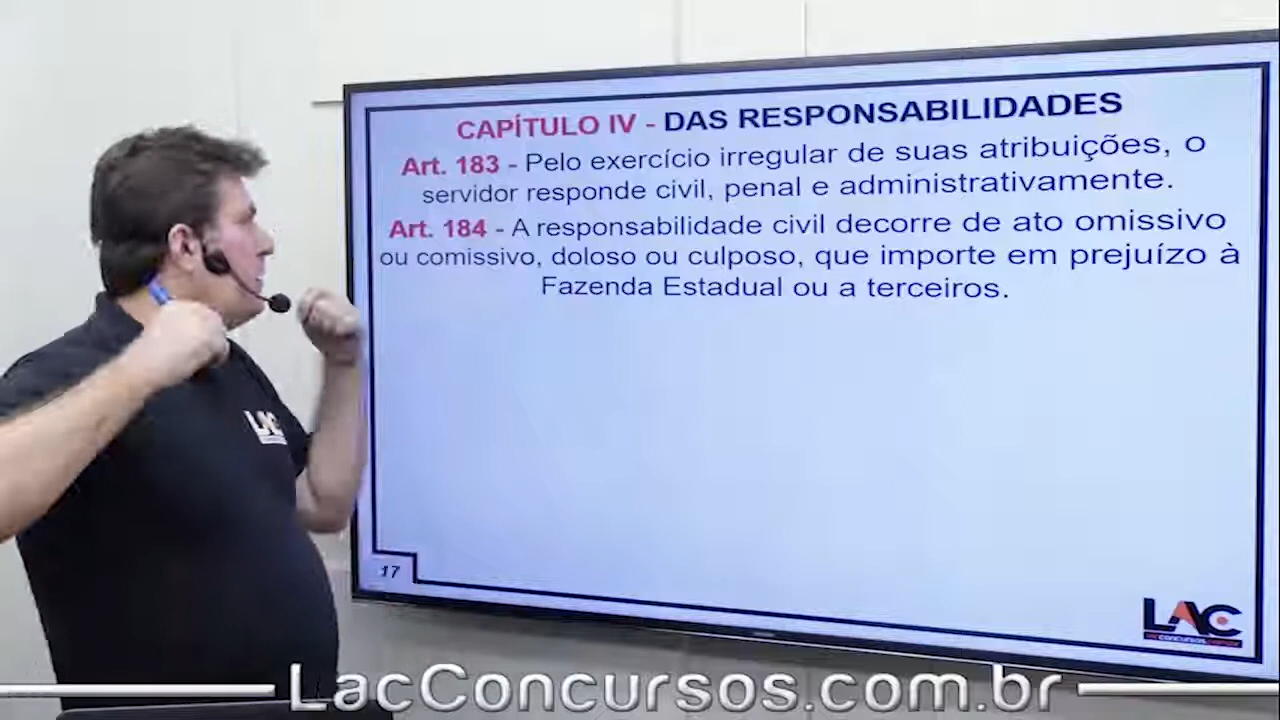 CAPÍTULO IV - DAS RESPONSABILIDADES
Art. 183 - Pelo exercício irregular de suas atribuições, o
servidor responde civil, penal e administrativamente.
Art. 184 - A responsabilidade civil decorre de ato omissivo
ou comissivo, doloso ou culposo, que importe em prejuízo à
Fazenda Estadual ou a terceiros.
17
LAC
LAC
LacConcursos.com.br